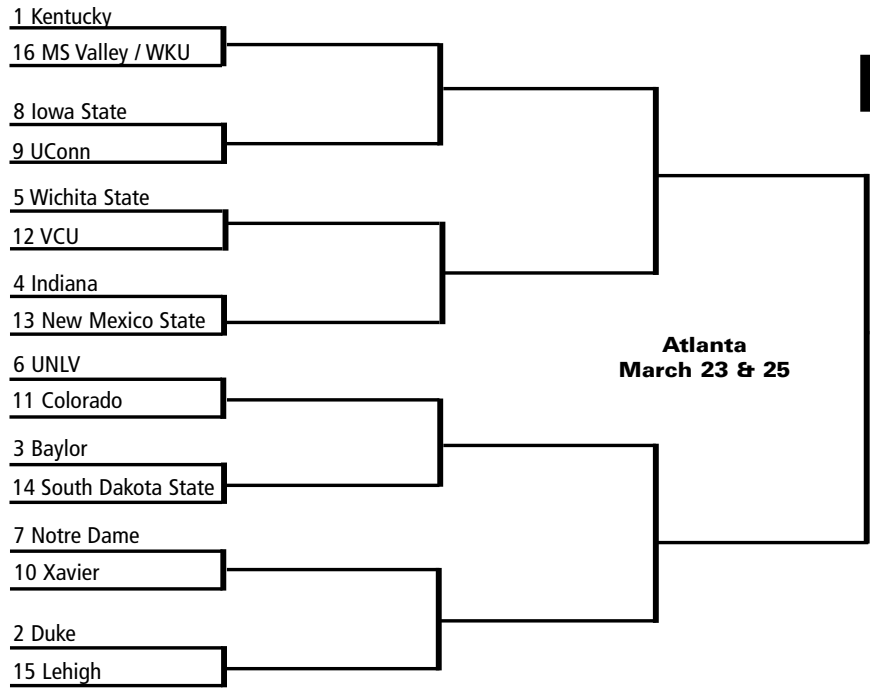 1 Kentucky
16 MS Valley / WKU
8 Iowa State
9 UConn
5 Wichita State
12 VCU
4 Indiana
13 New Mexico State
6 UNLV
11 Colorado
3 Baylor
14 South Dakota State
7 Notre Dame
10 Xavier
2 Duke
15 Lehigh
Atlanta
March 23 & 25